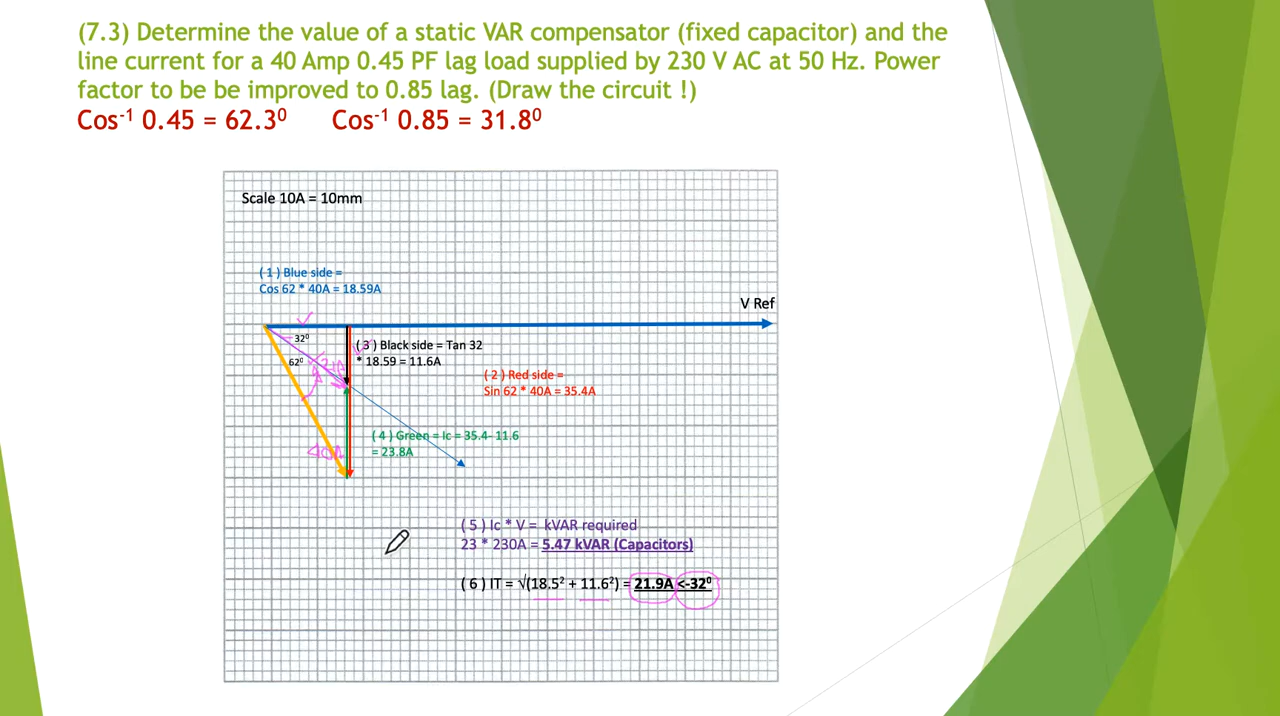 (7.3) Determine the value of a static VAR compensator (fixed capacitor) and the
line current for a 40 Amp 0.45 PF lag load supplied by 230 V AC at 50 Hz. Power
factor to be be improved to 0.85 lag. (Draw the circuit !)
Cos⁻¹ 0.45 = 62.3⁰ Cos⁻¹ 0.85 = 31.8⁰
Scale 10A = 10mm
( 1 ) Blue side =
Cos 62 * 40A = 18.59A
V Ref
32⁰
( 3 ) Black side = Tan 32
* 18.59 = 11.6A
62⁰
21A
( 2 ) Red side =
Sin 62 * 40A = 35.4A
( 4 ) Green = Ic = 35.4- 11.6
= 23.8A
40A
( 5 ) Ic * V = kVAR required
23 * 230A = 5.47 kVAR (Capacitors)
( 6 ) IT = √(18.5² + 11.6²) = 21.9A <-32⁰